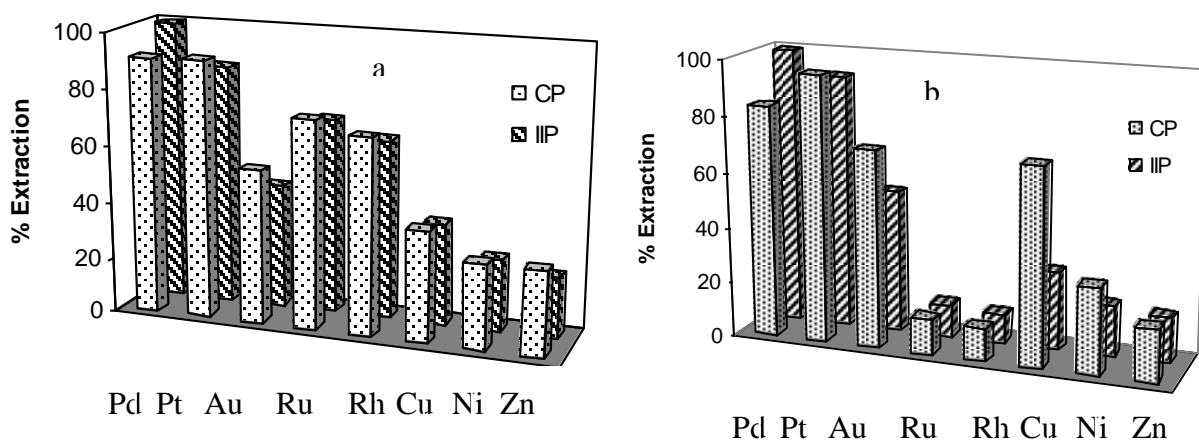 100
80
60
40
20
0
% Extraction
a
CP
IIP
Pd Pt Au Ru Rh Cu Ni Zn
100
80
60
40
20
0
% Extraction
b
CP
IIP
Pd Pt Au Ru Rh Cu Ni Zn